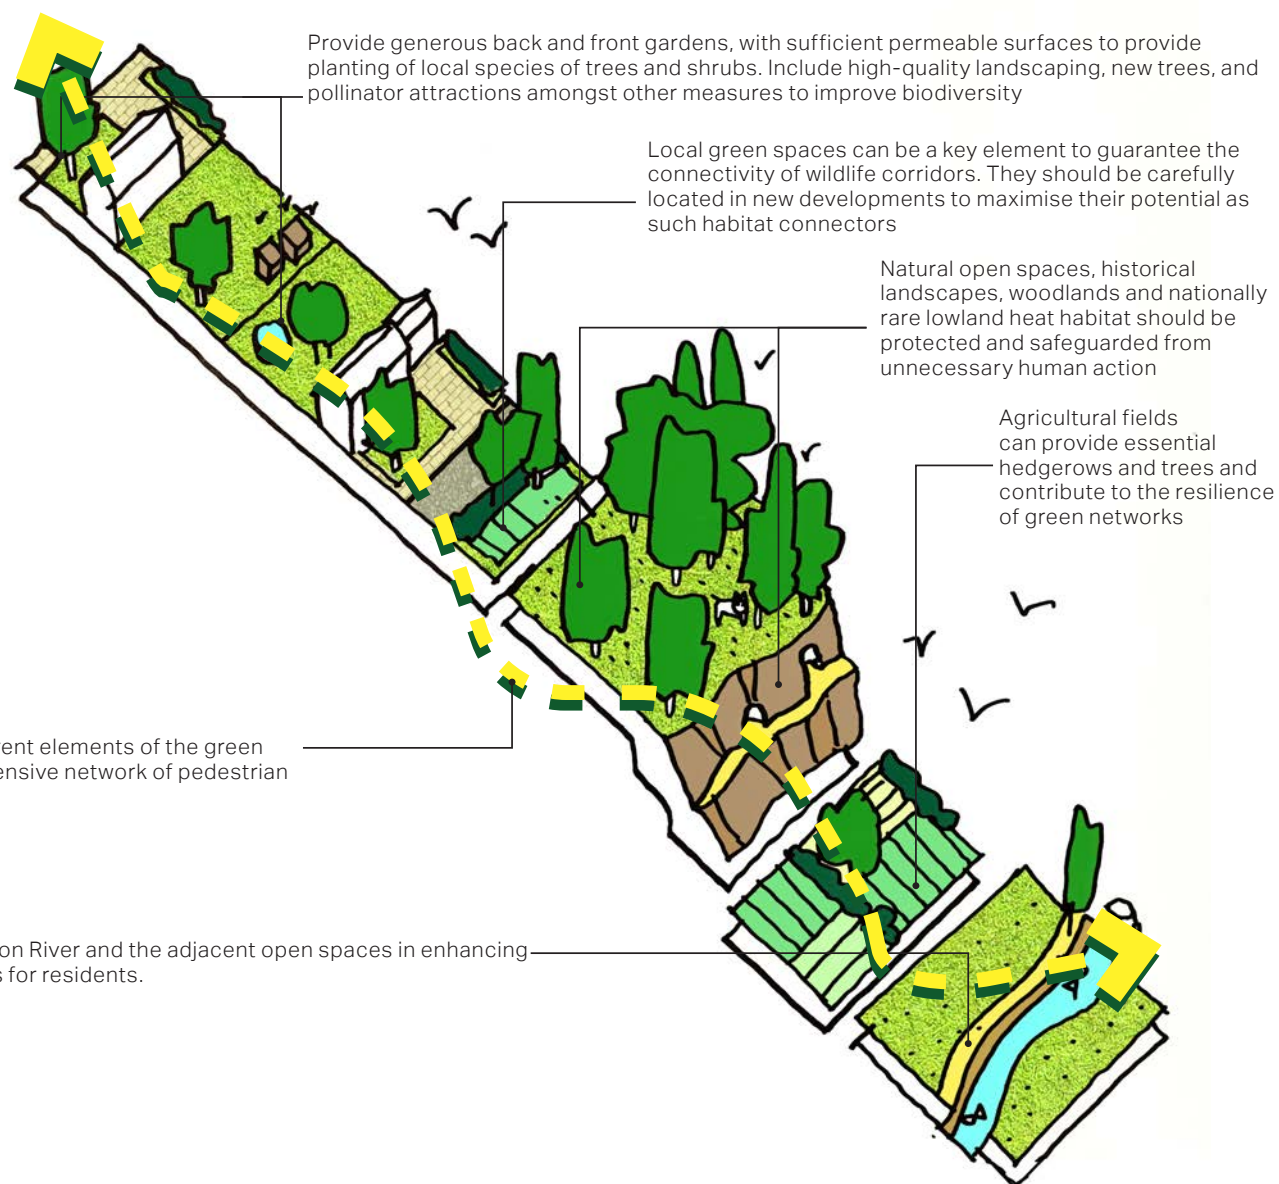 Provide generous back and front gardens, with sufficient permeable surfaces to provide
planting of local species of trees and shrubs. Include high-quality landscaping, new trees, and
pollinator attractions amongst other measures to improve biodiversity
Local green spaces can be a key element to guarantee the
connectivity of wildlife corridors. They should be carefully
located in new developments to maximise their potential as
such habitat connectors
Natural open spaces, historical
landscapes, woodlands and nationally
rare lowland heat habitat should be
protected and safeguarded from
unnecessary human action
Agricultural fields
can provide essential
hedgerows and trees and
contribute to the resilience
of green networks
elements of the green
network of pedestrian
River and the adjacent open spaces in enhancing
for residents.